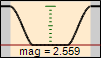 mag = 2.559